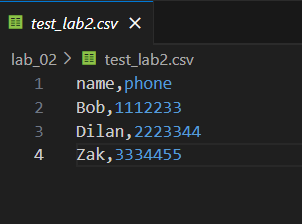 test_lab2.csv
lab_02 > test_lab2.csv
1 name,phone
2 Bob,1112233
3 Dilan,2223344
4 Zak,3334455